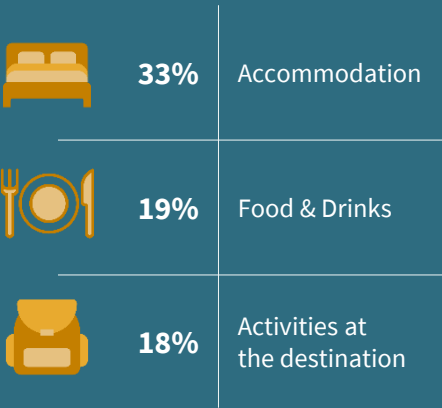 33% Accommodation
19% Food & Drinks
18% Activities at
the destination